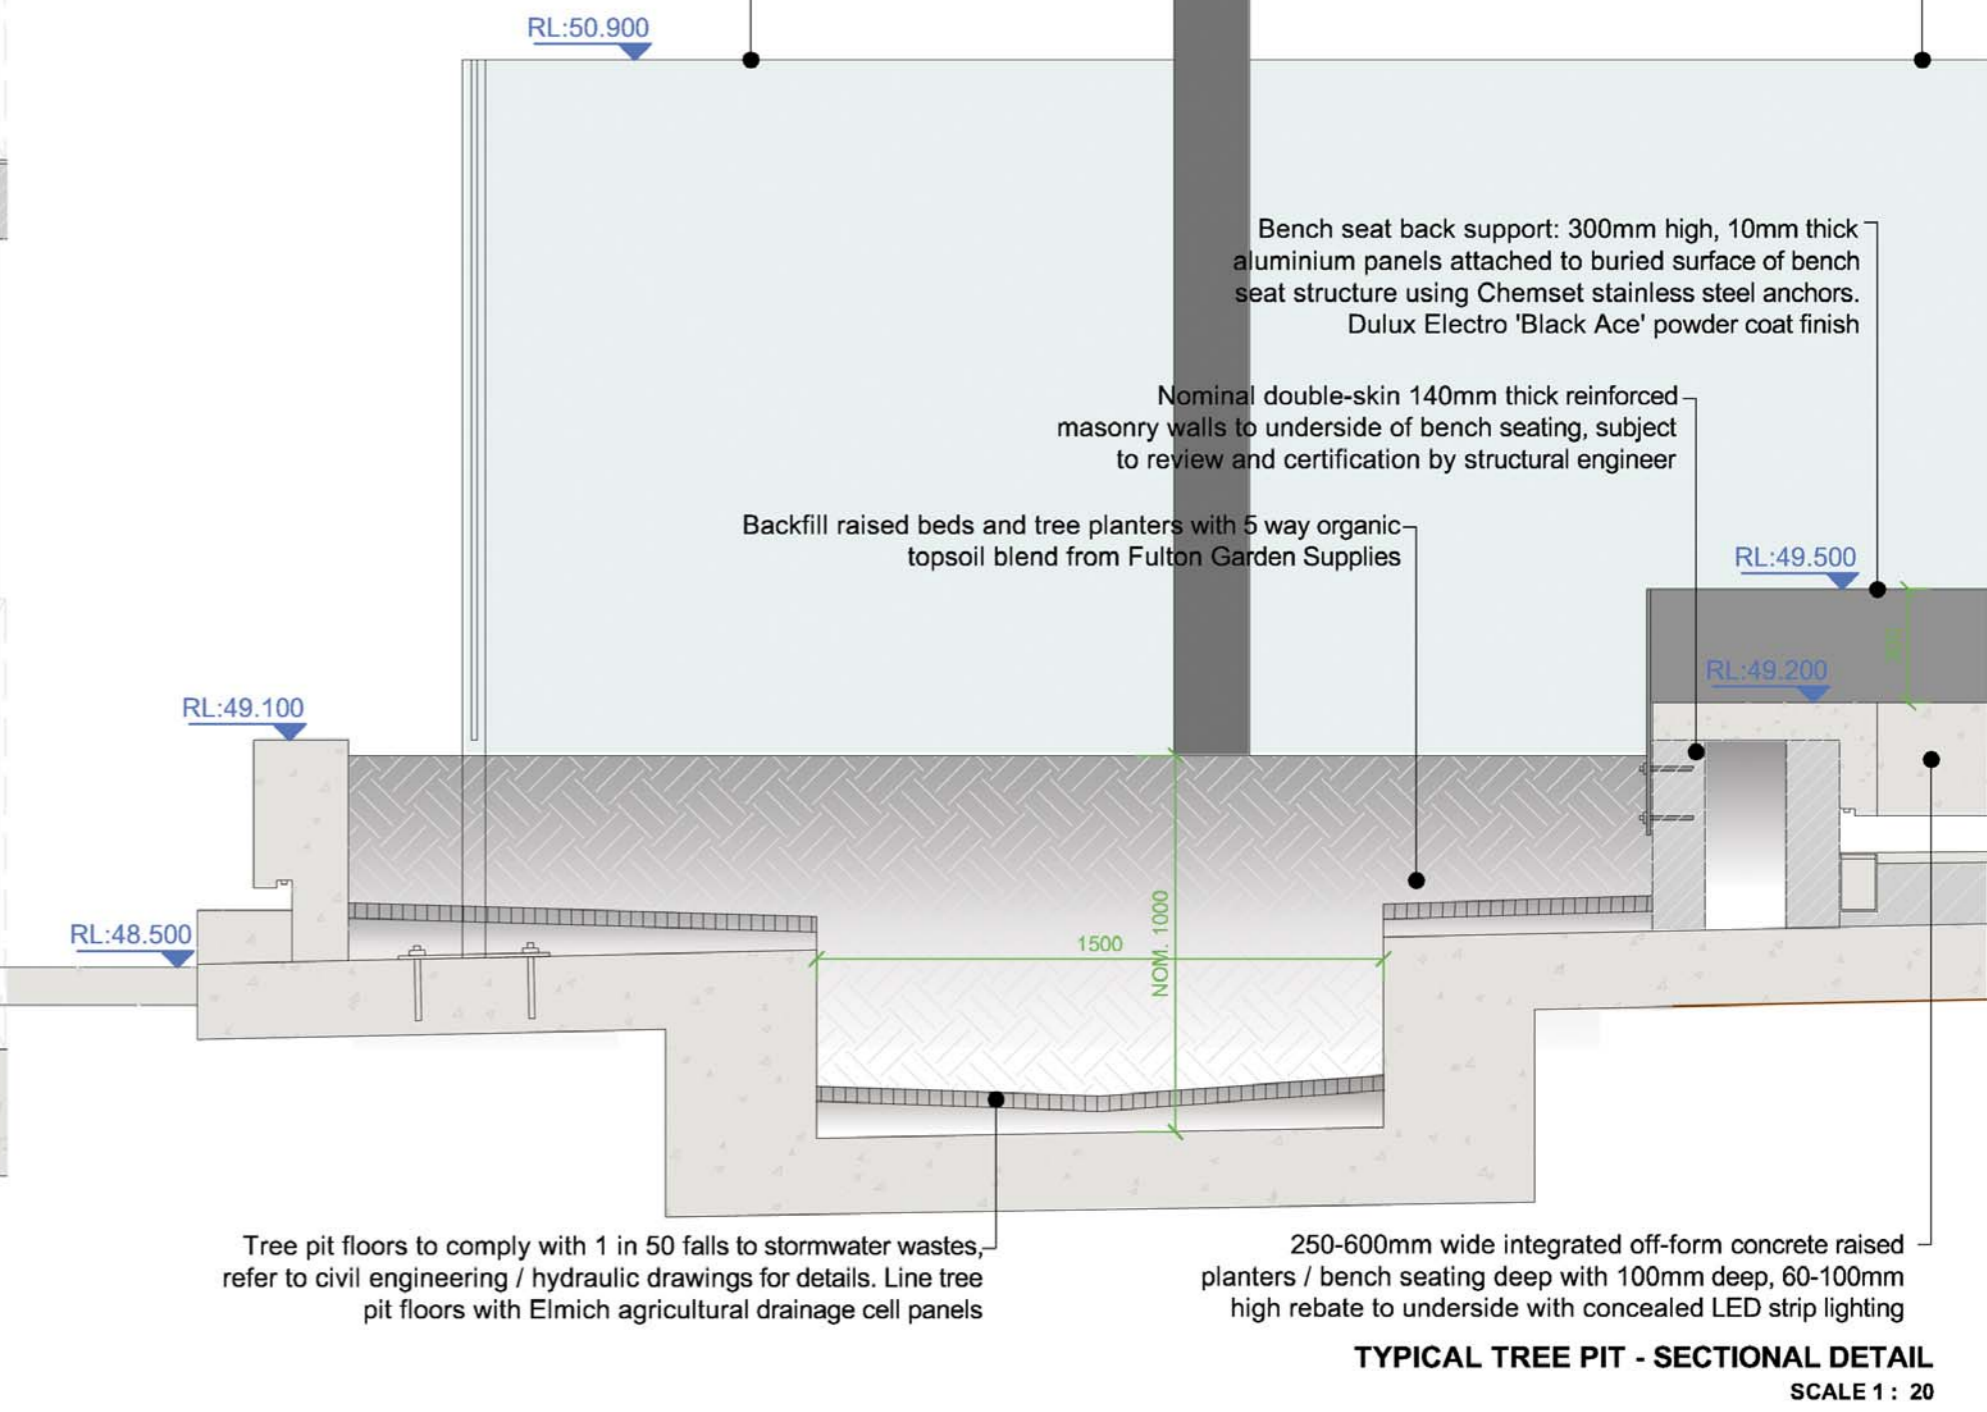 RL:50.900
Bench seat back support: 300mm high, 10mm thick
aluminium panels attached to buried surface of bench
seat structure using Chemset stainless steel anchors.
Dulux Electro 'Black Ace' powder coat finish
Nominal double-skin 140mm thick reinforced
masonry walls to underside of bench seating, subject
to review and certification by structural engineer
Backfill raised beds and tree planters with 5 way organic
topsoil blend from Fulton Garden Supplies
RL:49.500
RL:49.200
RL:49.100
RL:48.500
1500
NOM. 1000
Tree pit floors to comply with 1 in 50 falls to stormwater wastes,
refer to civil engineering / hydraulic drawings for details. Line tree
pit floors with Elmich agricultural drainage cell panels
250-600mm wide integrated off-form concrete raised
planters / bench seating deep with 100mm deep, 60-100mm
high rebate to underside with concealed LED strip lighting
TYPICAL TREE PIT - SECTIONAL DETAIL
SCALE 1 : 20